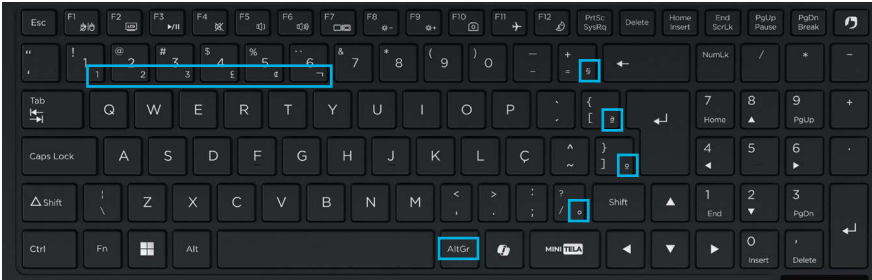 Esc F1 F2 F3 F4 F5 F6 F7 F8 F9 F10 F11 F12 PrtSc SysRq Delete Home Insert End ScrLk PgUp Pause PgDn Break
" ' ! 1 1 @ 2 2 # 3 3 $ 4 £ % 5 ¢ ¨ 6 ¬ & 7 * 8 ( 9 ) 0 — - + = § NumLk / * -
Tab Q W E R T Y U I O P ` ´ { [ ª 7 Home 8 9 PgUp +
Caps Lock A S D F G H J K L Ç ^ ~ } ] º 4 5 6 .
Shift ¦ \ Z X C V B N M < , > . : ; ? / ° Shift 1 End 2 3 PgDn
Ctrl Fn Alt AltGr MINI TELA 0 Insert , Delete